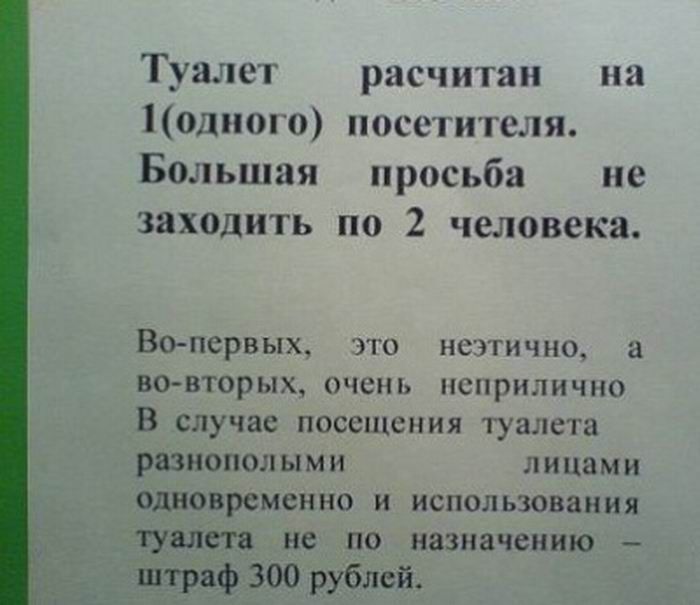 Туалет расчитан на
1(одного) посетителя.
Большая просьба не
заходить по 2 человека.
Во-первых, это неэтично, а
во-вторых, очень неприлично
В случае посещения туалета
разнополыми лицами
одновременно и использования
туалета не по назначению –
штраф 300 рублей.